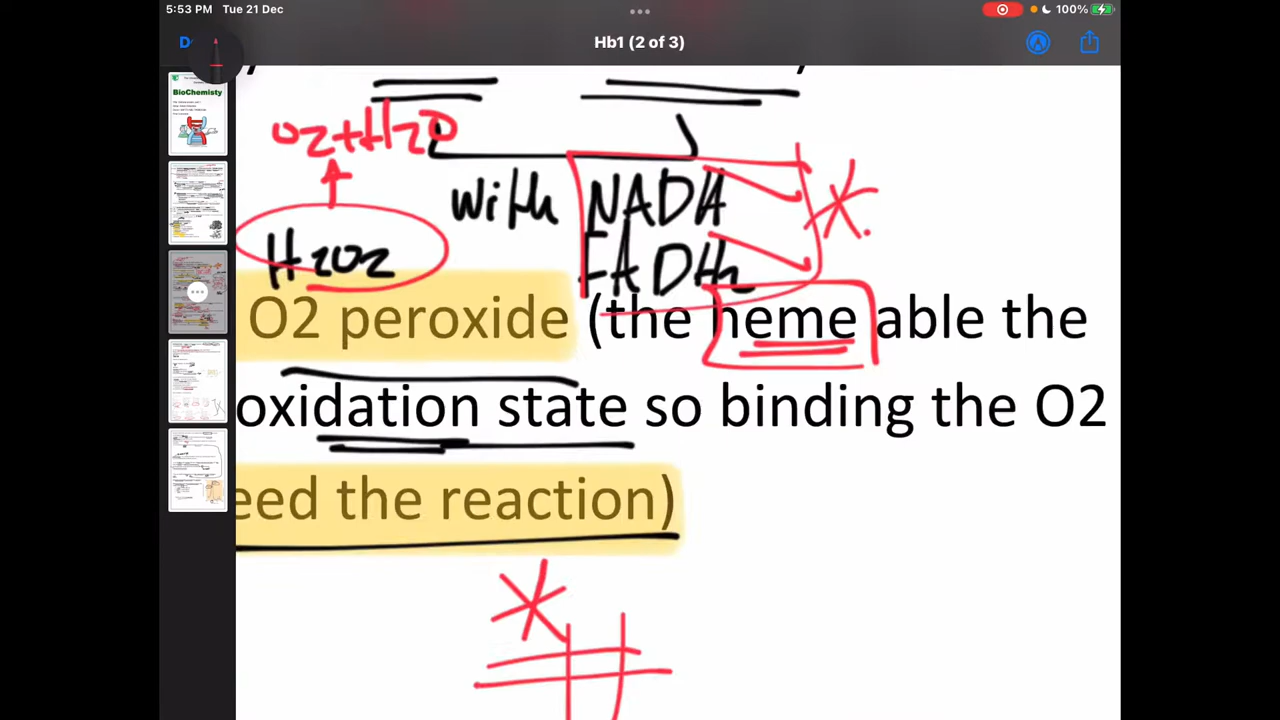 5:53 PM Tue 21 Dec
100%
Hb1 (2 of 3)
BioChemisty
O2+H2O
with NADH
H2O2
FADH2
O2 peroxide (the heme able the
oxidation state so binding the O2
eed the reaction)